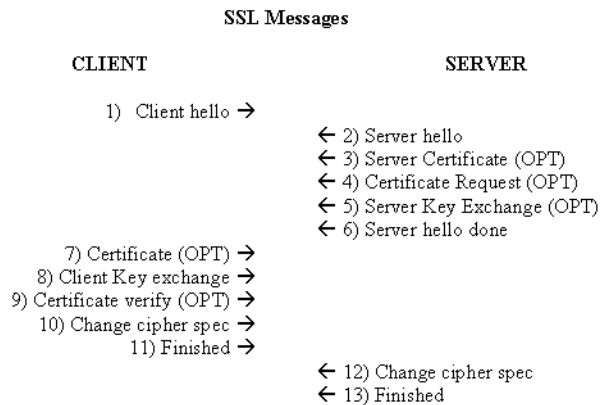 SSL Messages
CLIENT SERVER
1) Client hello →
← 2) Server hello
← 3) Server Certificate (OPT)
← 4) Certificate Request (OPT)
← 5) Server Key Exchange (OPT)
← 6) Server hello done
7) Certificate (OPT) →
8) Client Key exchange →
9) Certificate verify (OPT) →
10) Change cipher spec →
11) Finished →
← 12) Change cipher spec
← 13) Finished